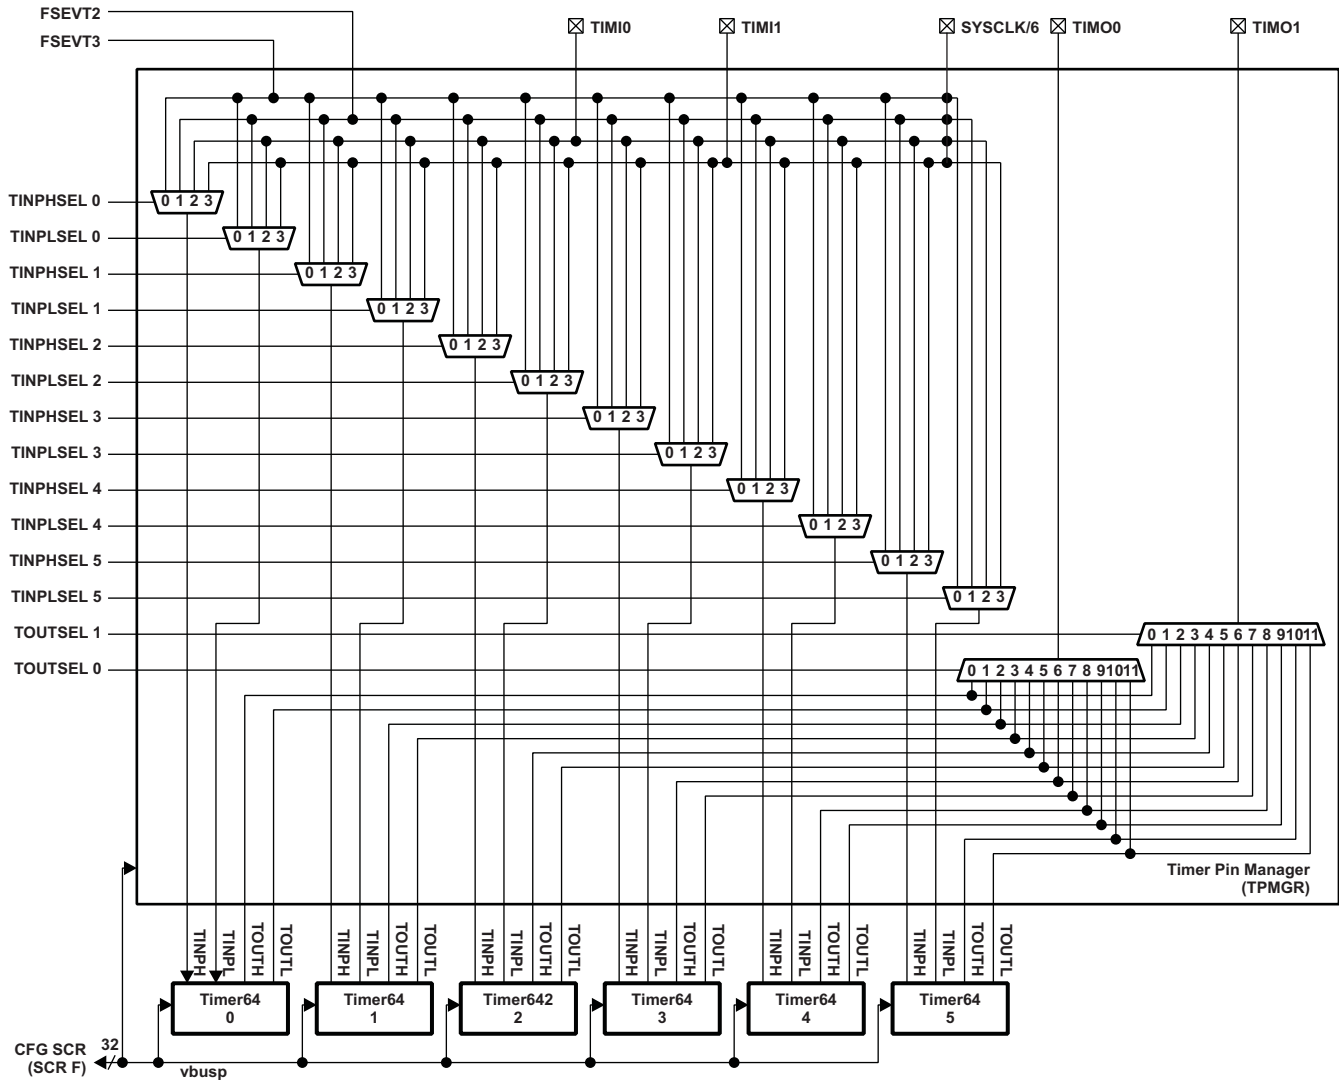 FSEVT2
FSEVT3
TIMI0
TIMI1
SYSCLK/6
TIMO0
TIMO1
TINPHSEL 0
0 1 2 3
TINPLSEL 0
0 1 2 3
TINPHSEL 1
0 1 2 3
TINPLSEL 1
0 1 2 3
TINPHSEL 2
0 1 2 3
TINPLSEL 2
0 1 2 3
TINPHSEL 3
0 1 2 3
TINPLSEL 3
0 1 2 3
TINPHSEL 4
0 1 2 3
TINPLSEL 4
0 1 2 3
TINPHSEL 5
0 1 2 3
TINPLSEL 5
0 1 2 3
TOUTSEL 1
0 1 2 3 4 5 6 7 8 91011
TOUTSEL 0
0 1 2 3 4 5 6 7 8 91011
Timer Pin Manager
(TPMGR)
TINPH
TINPL
TOUTH
TOUTL
TINPH
TINPL
TOUTH
TOUTL
TINPH
TINPL
TOUTH
TOUTL
TINPH
TINPL
TOUTH
TOUTL
TINPH
TINPL
TOUTH
TOUTL
TINPH
TINPL
TOUTH
TOUTL
Timer64
0
Timer64
1
Timer642
2
Timer64
3
Timer64
4
Timer64
5
CFG SCR
(SCR F)
32
vbusp